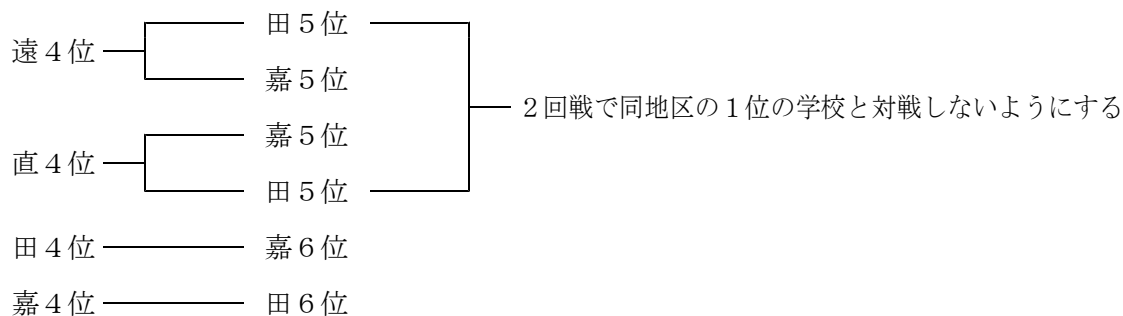 田５位
遠４位
嘉５位
２回戦で同地区の１位の学校と対戦しないようにする
嘉５位
直４位
田５位
田４位 嘉６位
嘉４位 田６位